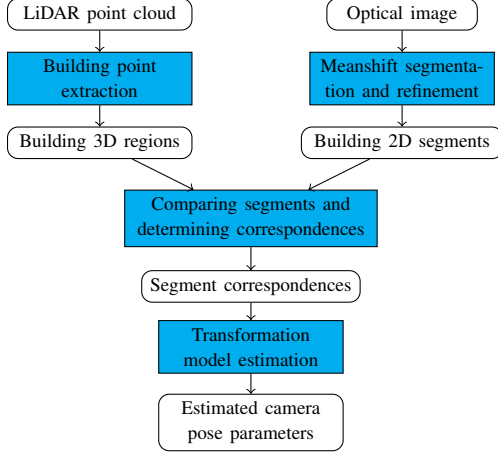 LiDAR point cloud
Optical image
Building point
extraction
Meanshift segmenta-
tion and refinement
Building 3D regions
Building 2D segments
Comparing segments and
determining correspondences
Segment correspondences
Transformation
model estimation
Estimated camera
pose parameters